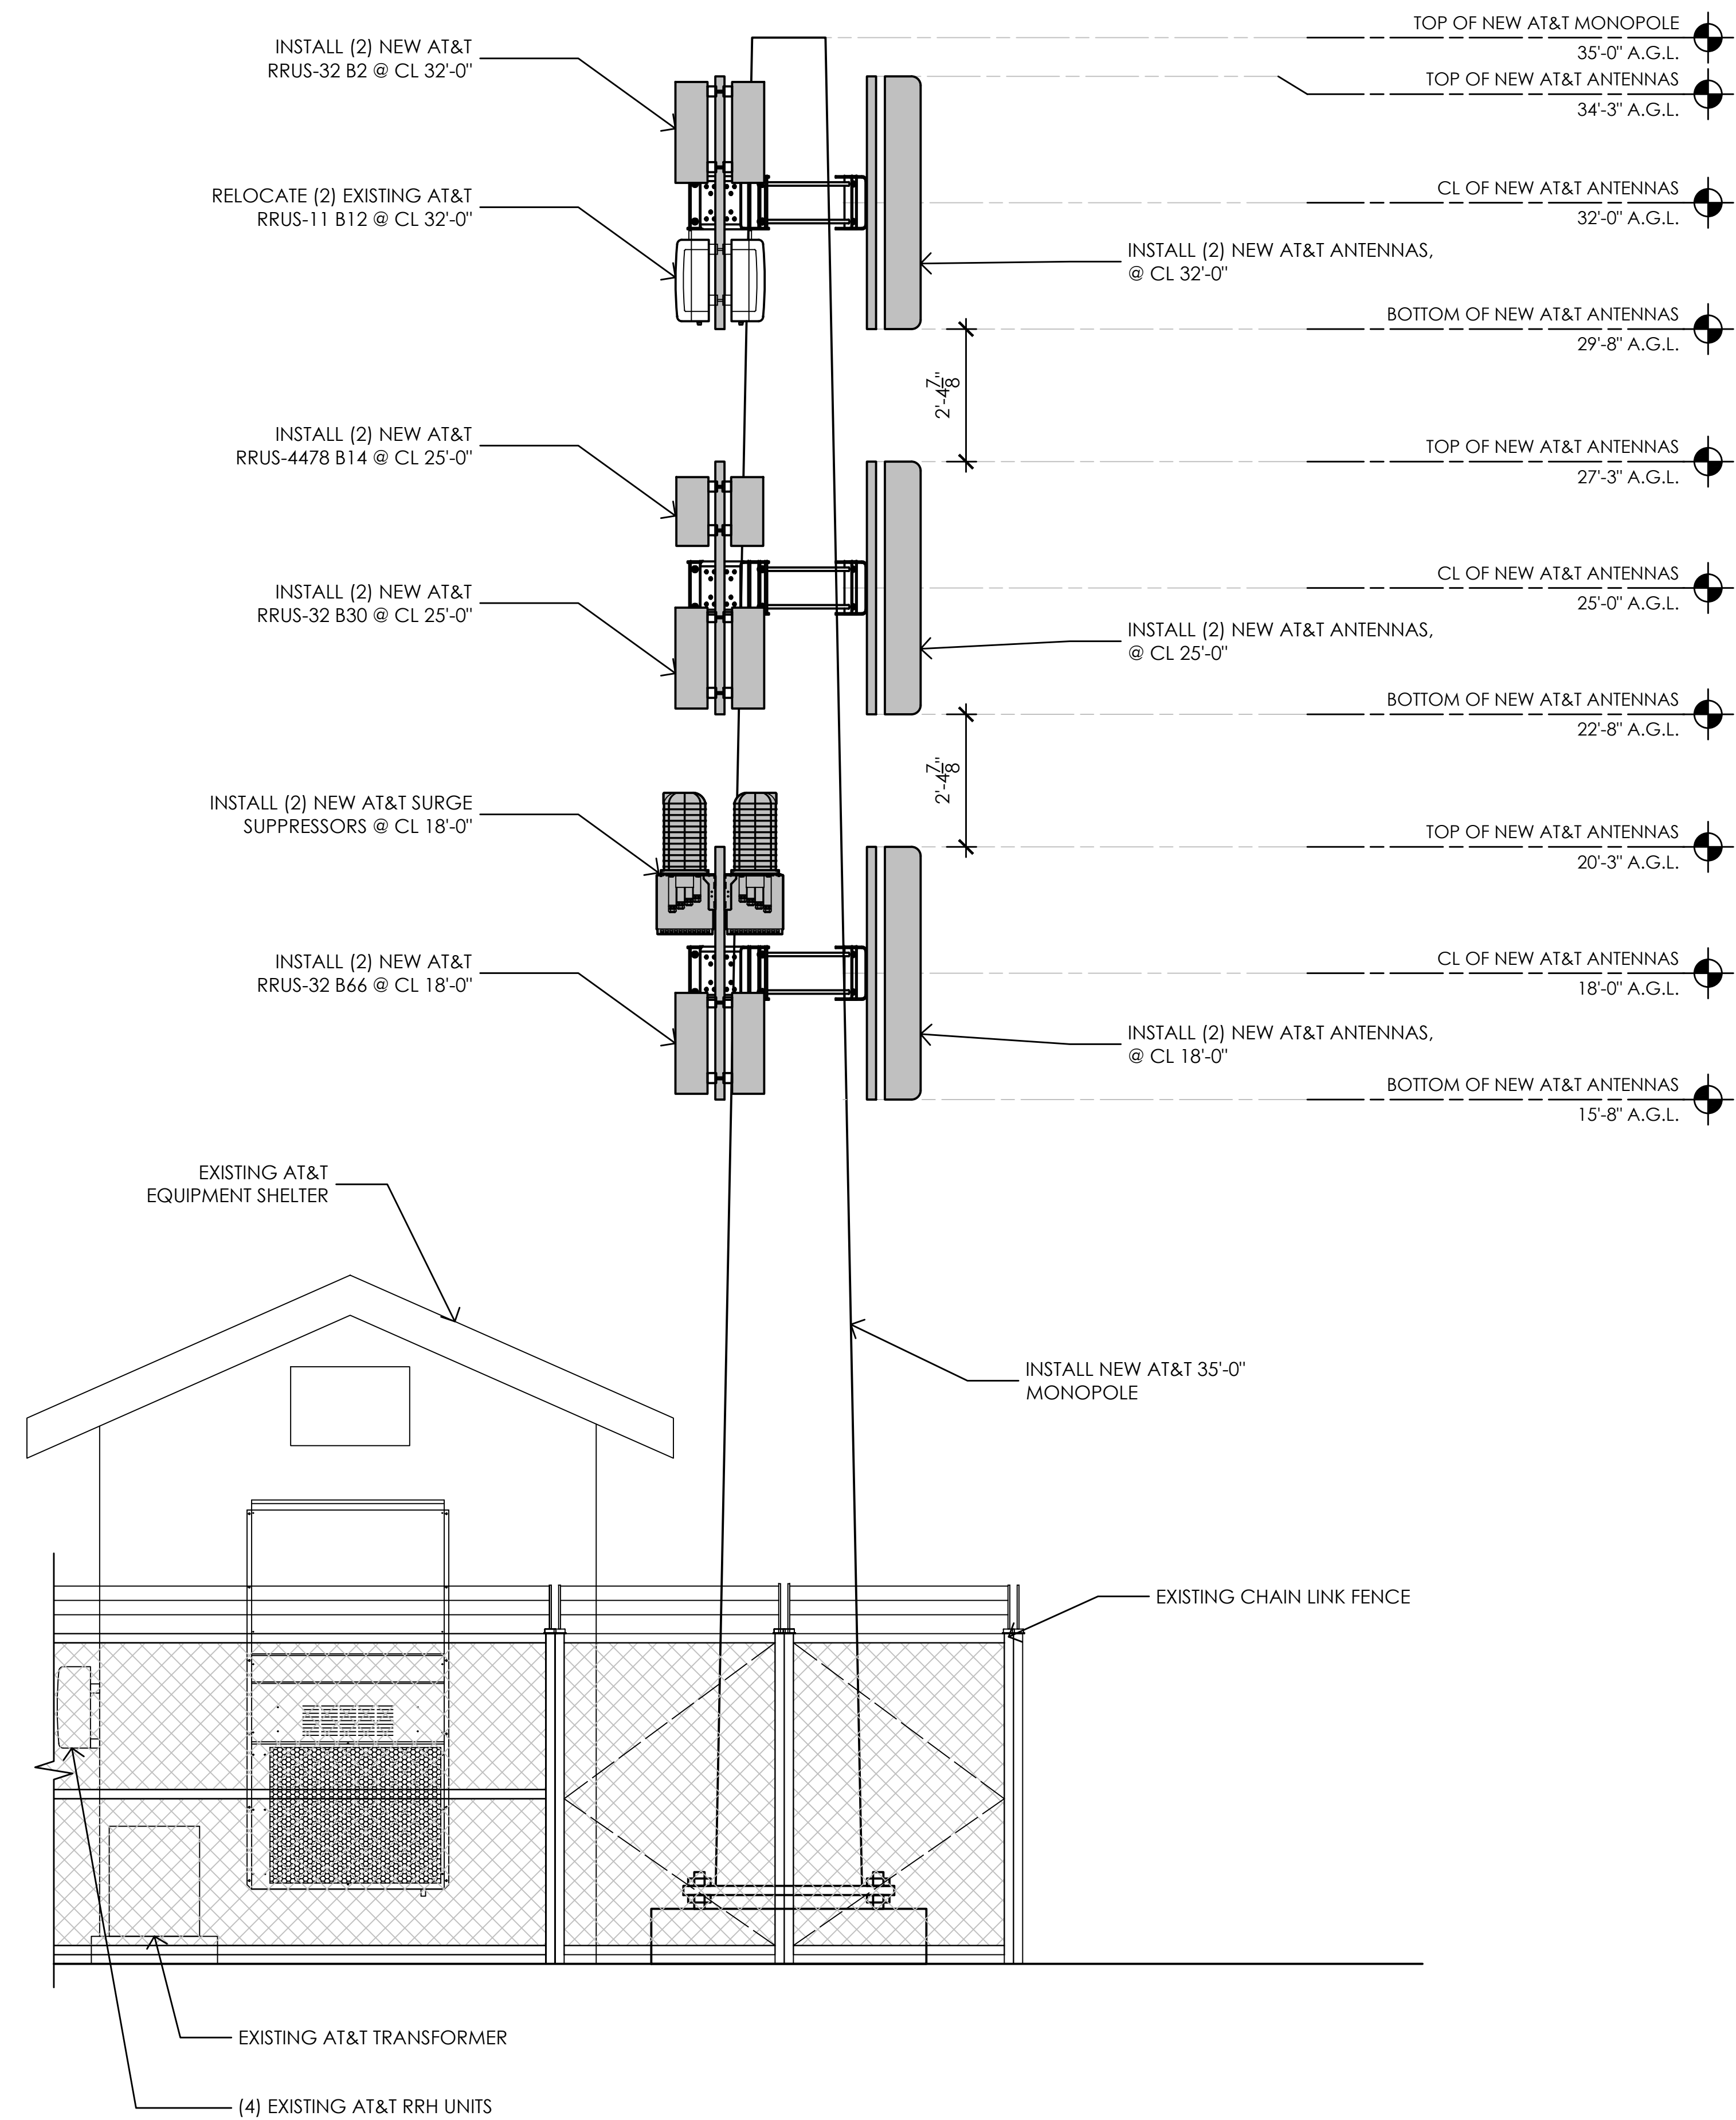 TOP OF NEW AT&T MONOPOLE
35'-0" A.G.L.
INSTALL (2) NEW AT&T
RRUS-32 B2 @ CL 32'-0"
TOP OF NEW AT&T ANTENNAS
34'-3" A.G.L.
RELOCATE (2) EXISTING AT&T
RRUS-11 B12 @ CL 32'-0"
CL OF NEW AT&T ANTENNAS
32'-0" A.G.L.
INSTALL (2) NEW AT&T ANTENNAS,
@ CL 32'-0"
BOTTOM OF NEW AT&T ANTENNAS
29'-8" A.G.L.
2'-4 7/8"
INSTALL (2) NEW AT&T
RRUS-4478 B14 @ CL 25'-0"
TOP OF NEW AT&T ANTENNAS
27'-3" A.G.L.
INSTALL (2) NEW AT&T
RRUS-32 B30 @ CL 25'-0"
CL OF NEW AT&T ANTENNAS
25'-0" A.G.L.
INSTALL (2) NEW AT&T ANTENNAS,
@ CL 25'-0"
BOTTOM OF NEW AT&T ANTENNAS
22'-8" A.G.L.
2'-4 7/8"
INSTALL (2) NEW AT&T SURGE
SUPPRESSORS @ CL 18'-0"
TOP OF NEW AT&T ANTENNAS
20'-3" A.G.L.
INSTALL (2) NEW AT&T
RRUS-32 B66 @ CL 18'-0"
CL OF NEW AT&T ANTENNAS
18'-0" A.G.L.
INSTALL (2) NEW AT&T ANTENNAS,
@ CL 18'-0"
BOTTOM OF NEW AT&T ANTENNAS
15'-8" A.G.L.
EXISTING AT&T
EQUIPMENT SHELTER
INSTALL NEW AT&T 35'-0"
MONOPOLE
EXISTING CHAIN LINK FENCE
EXISTING AT&T TRANSFORMER
(4) EXISTING AT&T RRH UNITS